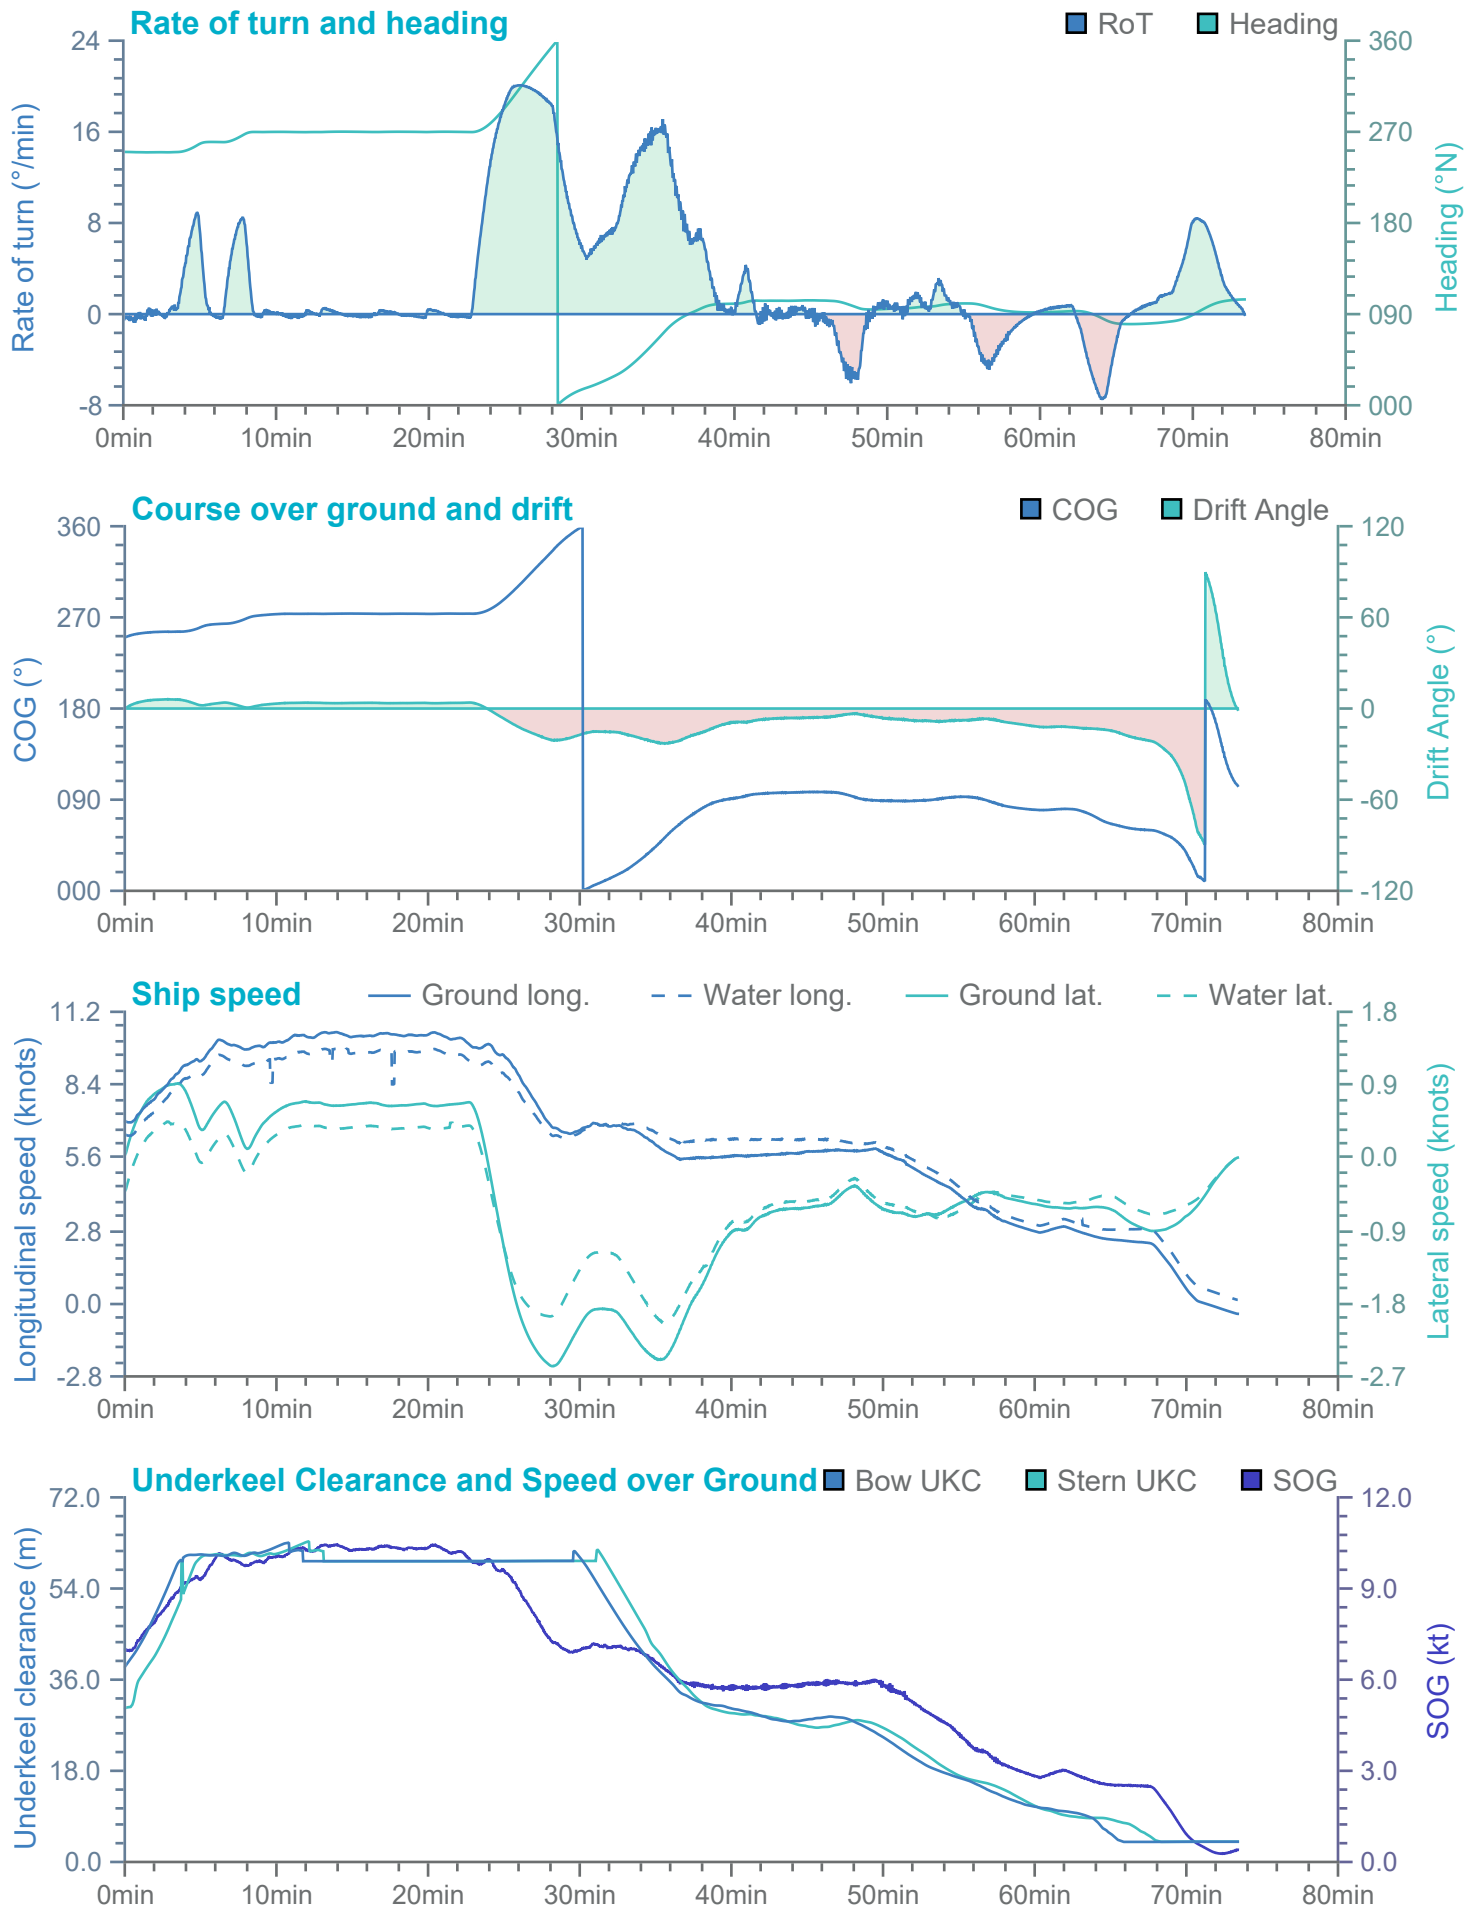 Rate of turn and heading
RoT Heading
24 360
16 270
8 180
0 090
-8 000
Rate of turn (°/min)
Heading (°N)
0min 10min 20min 30min 40min 50min 60min 70min 80min
Course over ground and drift
COG Drift Angle
360 120
270 60
180 0
090 -60
000 -120
COG (°)
Drift Angle (°)
0min 10min 20min 30min 40min 50min 60min 70min 80min
Ship speed
Ground long. Water long. Ground lat. Water lat.
11.2 1.8
8.4 0.9
5.6 0.0
2.8 -0.9
0.0 -1.8
-2.8 -2.7
Longitudinal speed (knots)
Lateral speed (knots)
0min 10min 20min 30min 40min 50min 60min 70min 80min
Underkeel Clearance and Speed over Ground
Bow UKC Stern UKC SOG
72.0 12.0
54.0 9.0
36.0 6.0
18.0 3.0
0.0 0.0
Underkeel clearance (m)
SOG (kt)
0min 10min 20min 30min 40min 50min 60min 70min 80min